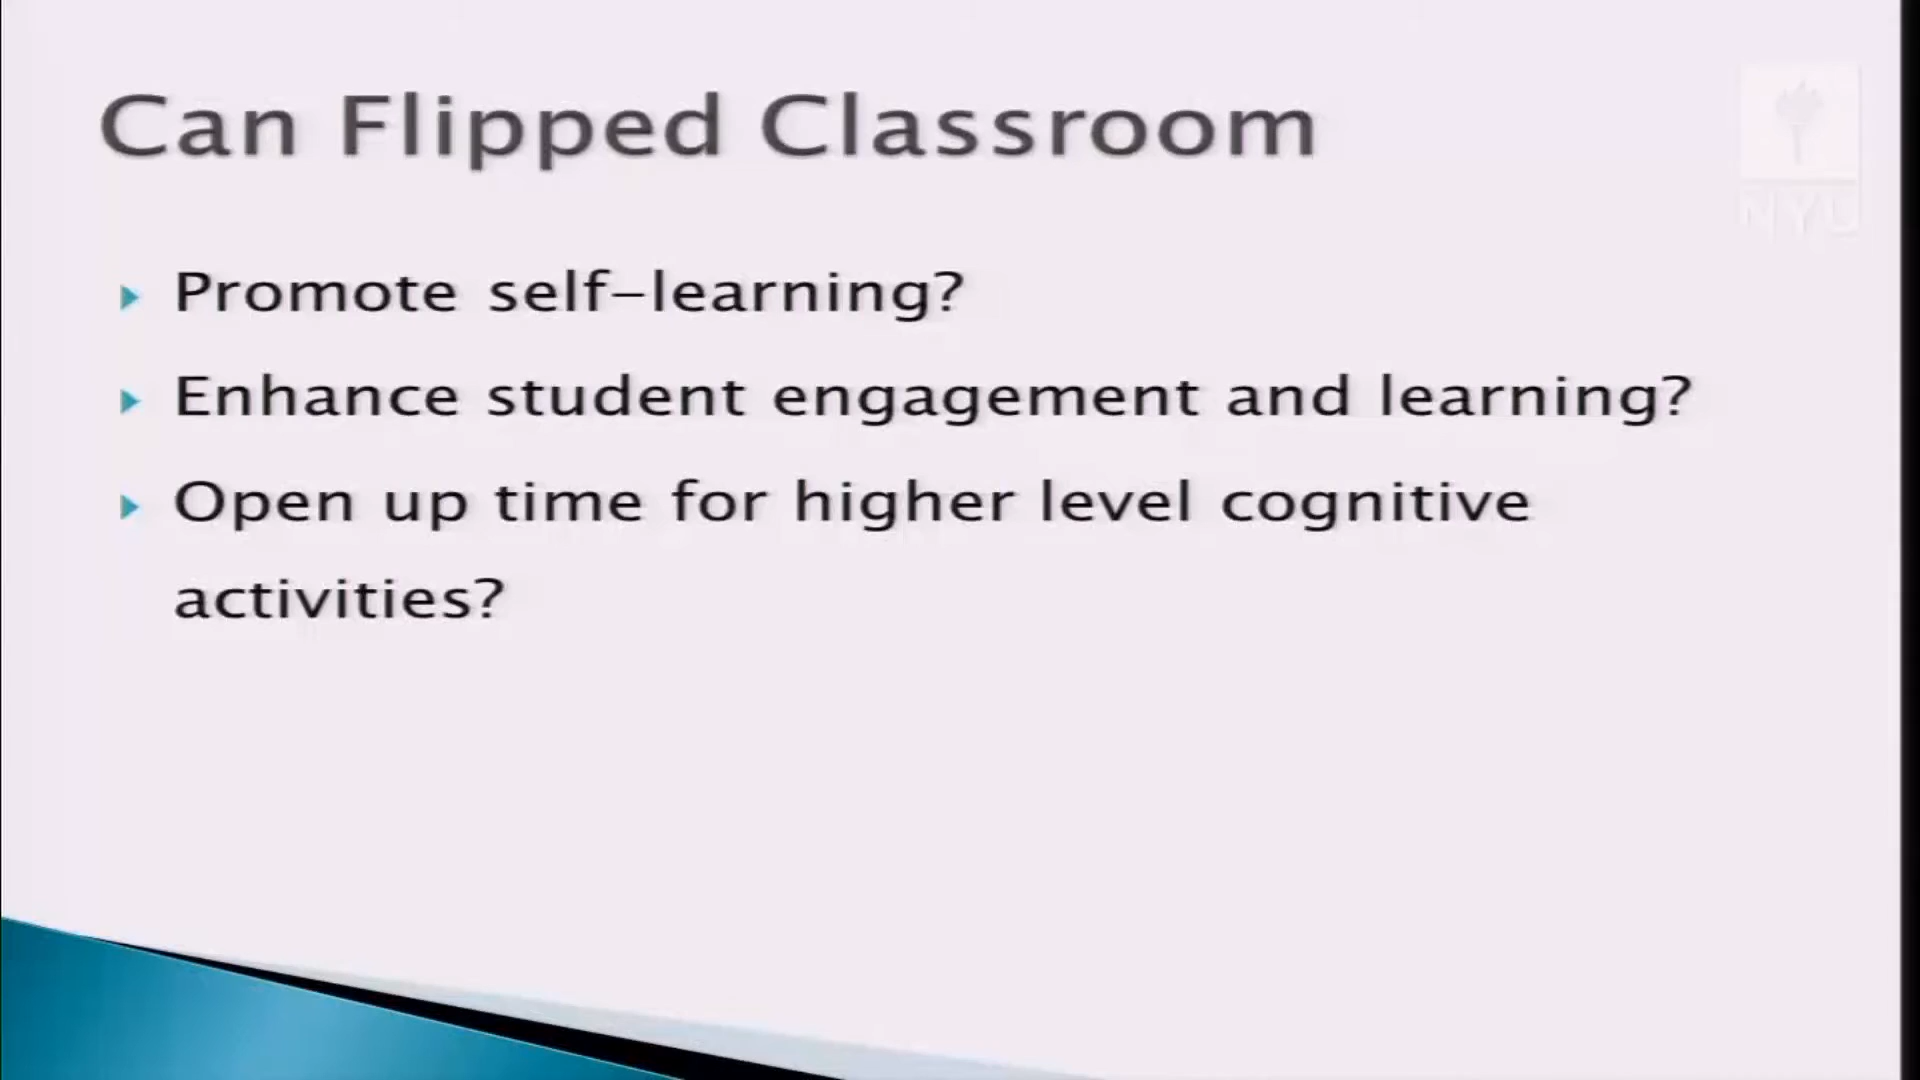 Can Flipped Classroom
NYU
Promote self-learning?
Enhance student engagement and learning?
Open up time for higher level cognitive
activities?